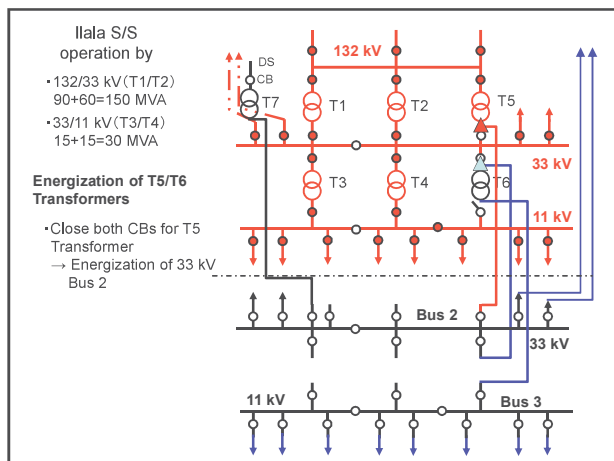 Ilala S/S
operation by
・132/33 kV(T1/T2)
90+60=150 MVA
・33/11 kV(T3/T4)
15+15=30 MVA
Energization of T5/T6
Transformers
・Close both CBs for T5
Transformer
→ Energization of 33 kV
Bus 2
DS
CB
T7
132 kV
T1
T2
T5
33 kV
T3
T4
T6
11 kV
Bus 2
33 kV
11 kV
Bus 3